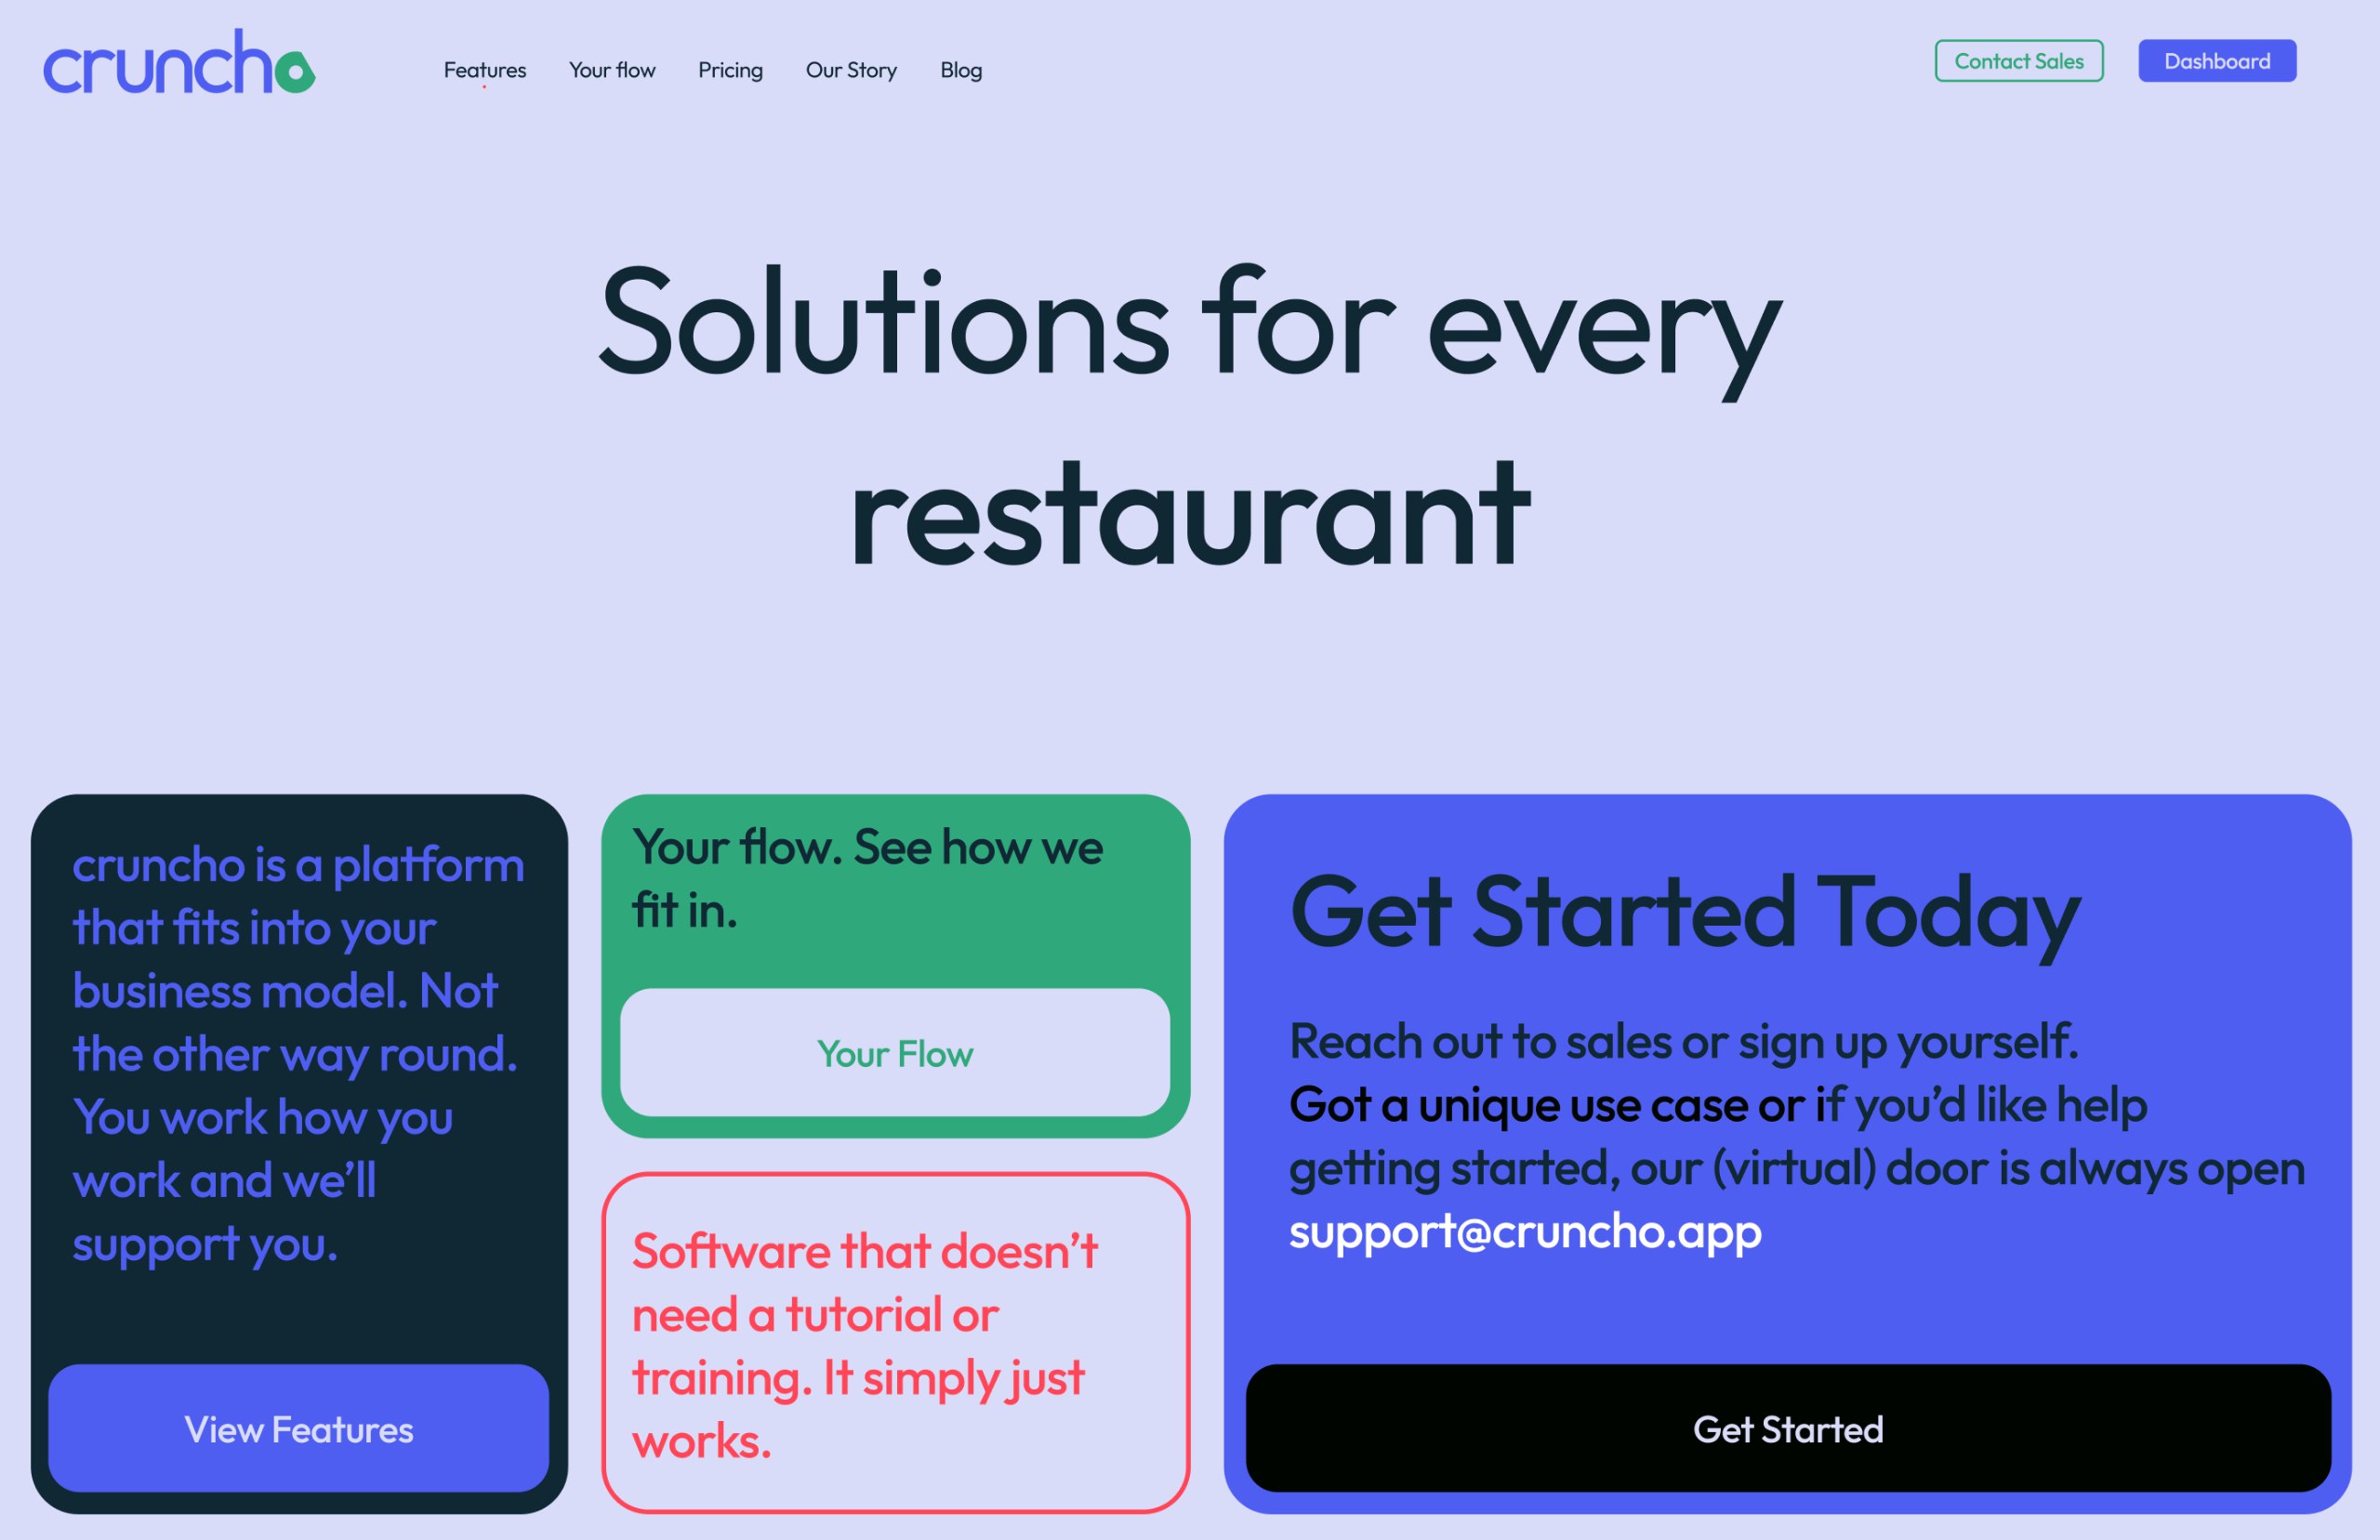 cruncho
Features
Your flow
Pricing
Our Story
Blog
Contact Sales
Dashboard
Solutions for every
restaurant
cruncho is a platform
that fits into your
business model. Not
the other way round.
You work how you
work and we’ll
support you.
View Features
Your flow. See how we
fit in.
Your Flow
Software that doesn’t
need a tutorial or
training. It simply just
works.
Get Started Today
Reach out to sales or sign up yourself.
Got a unique use case or if you’d like help
getting started, our (virtual) door is always open
support@cruncho.app
Get Started